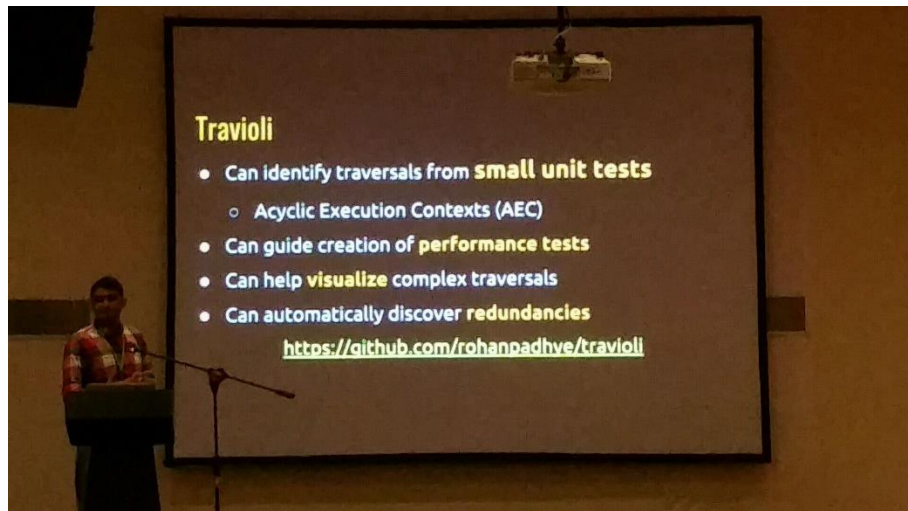 Travioli
● Can identify traversals from small unit tests
○ Acyclic Execution Contexts (AEC)
● Can guide creation of performance tests
● Can help visualize complex traversals
● Can automatically discover redundancies
https://github.com/rohanpadhye/travioli